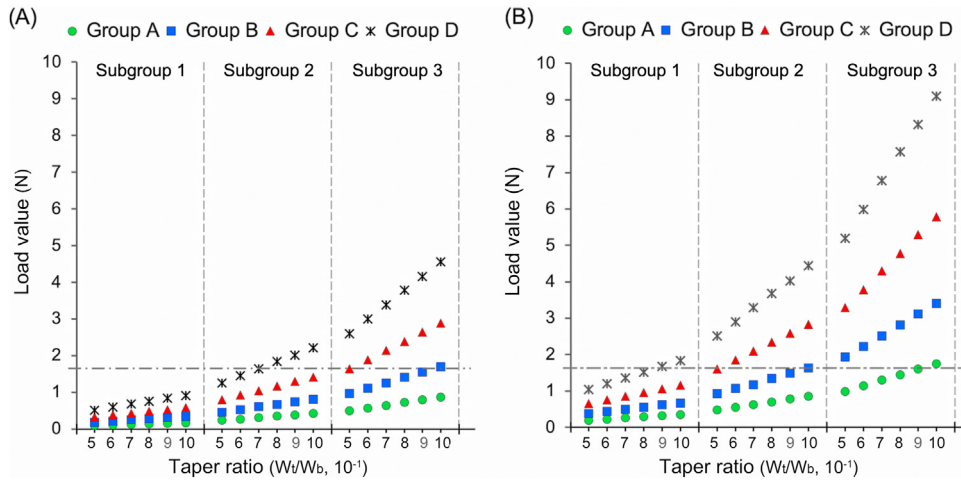 (A)
Group A Group B Group C Group D
10
9
8
7
6
5
4
3
2
1
0
Load value (N)
Subgroup 1 Subgroup 2 Subgroup 3
5 6 7 8 9 10 5 6 7 8 9 10 5 6 7 8 9 10
Taper ratio (Wt/Wb, 10⁻¹)
(B)
Group A Group B Group C Group D
10
9
8
7
6
5
4
3
2
1
0
Load value (N)
Subgroup 1 Subgroup 2 Subgroup 3
5 6 7 8 9 10 5 6 7 8 9 10 5 6 7 8 9 10
Taper ratio (Wt/Wb, 10⁻¹)